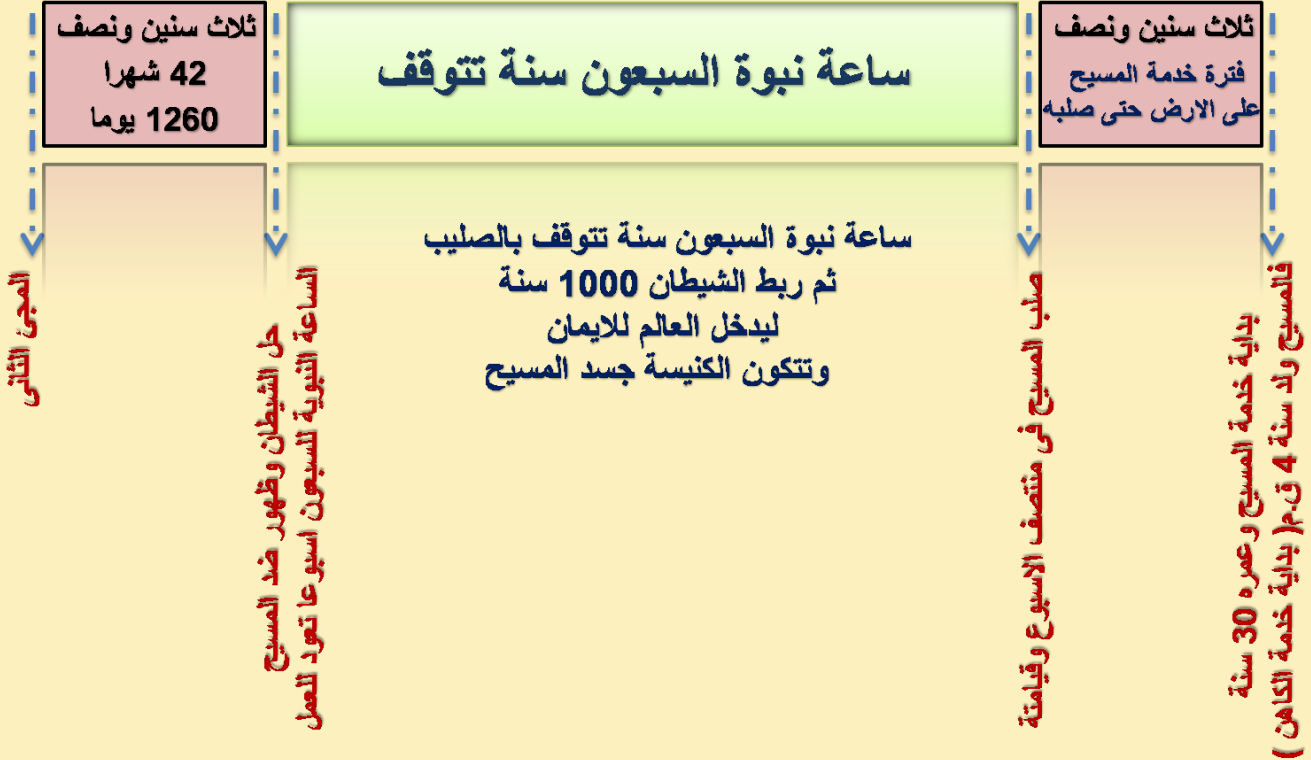 ثلاث سنين ونصف
فترة خدمة المسيح
على الارض حتى صلبه
ساعة نبوة السبعون سنة تتوقف
ثلاث سنين ونصف
42 شهرا
1260 يوما
ساعة نبوة السبعون سنة تتوقف بالصليب
ثم ربط الشيطان 1000 سنة
ليدخل العالم للايمان
وتتكون الكنيسة جسد المسيح
بداية خدمة المسيح وعمره 30 سنة
فالمسيح ولد سنة 4 ق.م( بداية خدمة الكاهن )
صلب المسيح فى منتصف الاسبوع وقيامتة
حل الشيطان وظهور ضد المسيح
الساعة النبوية للسبعون اسبوعا تعود للعمل
المجئ الثانى